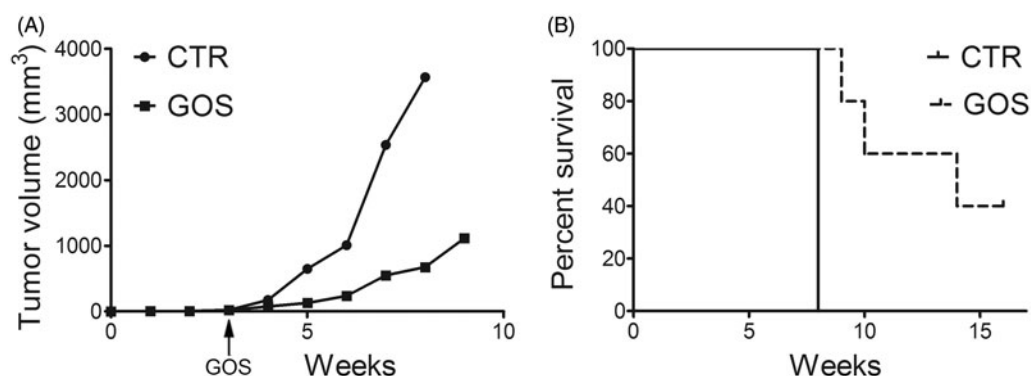 (A)
Tumor volume (mm³)
4000
3000
2000
1000
0
CTR
GOS
0
5
10
GOS
Weeks
(B)
Percent survival
100
80
60
40
20
0
CTR
GOS
0
5
10
15
Weeks